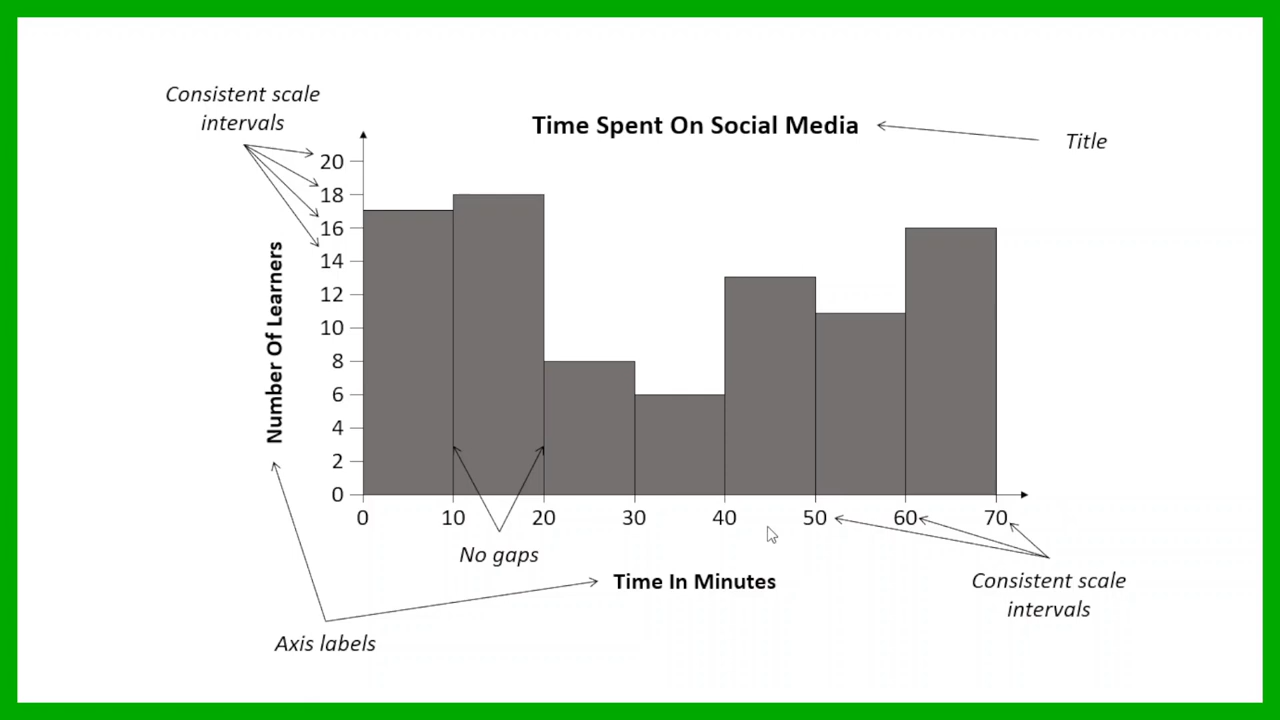 Consistent scale
intervals
Time Spent On Social Media
Title
20
18
16
14
12
10
8
6
4
2
0
Number Of Learners
0 10 20 30 40 50 60 70
No gaps
Time In Minutes
Consistent scale
intervals
Axis labels